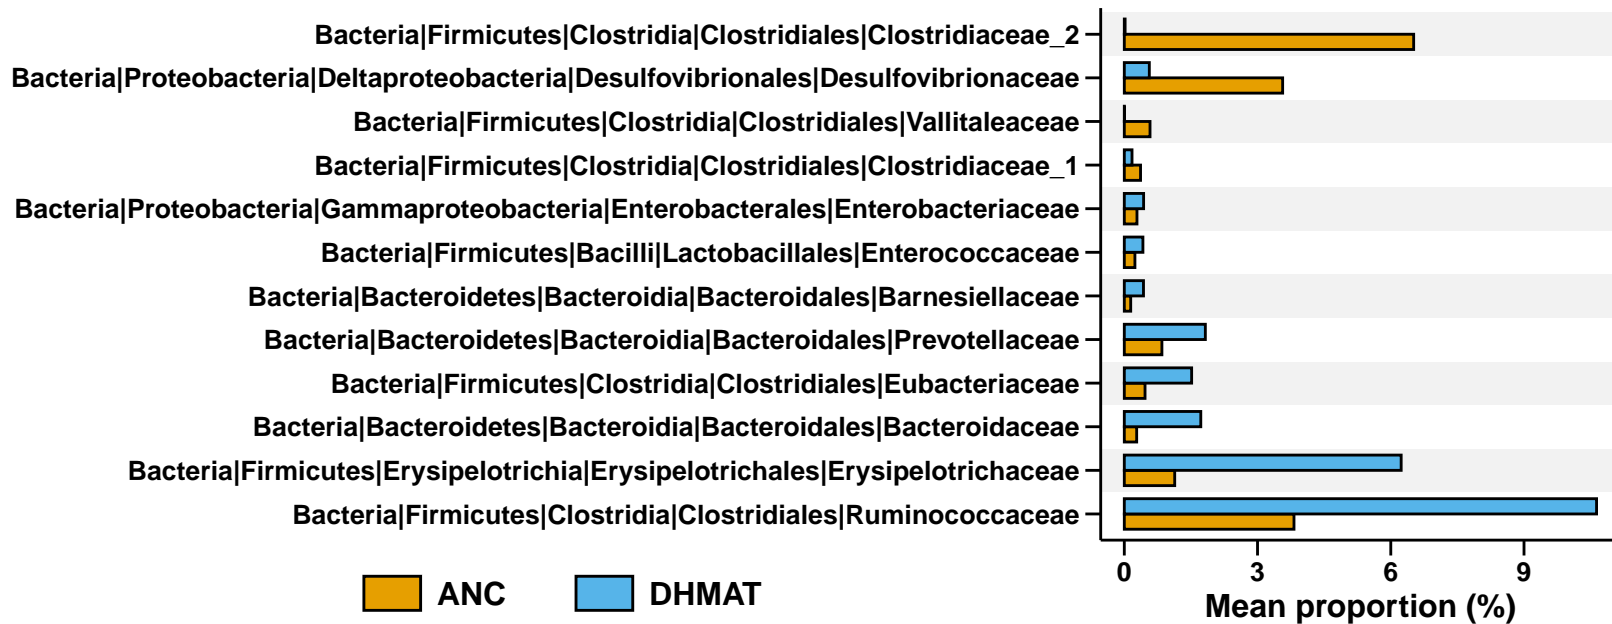 Bacteria|Firmicutes|Clostridia|Clostridiales|Clostridiaceae_2
Bacteria|Proteobacteria|Deltaproteobacteria|Desulfovibrionales|Desulfovibrionaceae
Bacteria|Firmicutes|Clostridia|Clostridiales|Vallitaleaceae
Bacteria|Firmicutes|Clostridia|Clostridiales|Clostridiaceae_1
Bacteria|Proteobacteria|Gammaproteobacteria|Enterobacterales|Enterobacteriaceae
Bacteria|Firmicutes|Bacilli|Lactobacillales|Enterococcaceae
Bacteria|Bacteroidetes|Bacteroidia|Bacteroidales|Barnesiellaceae
Bacteria|Bacteroidetes|Bacteroidia|Bacteroidales|Prevotellaceae
Bacteria|Firmicutes|Clostridia|Clostridiales|Eubacteriaceae
Bacteria|Bacteroidetes|Bacteroidia|Bacteroidales|Bacteroidaceae
Bacteria|Firmicutes|Erysipelotrichia|Erysipelotrichales|Erysipelotrichaceae
Bacteria|Firmicutes|Clostridia|Clostridiales|Ruminococcaceae
0 3 6 9
Mean proportion (%)
ANC DHMAT